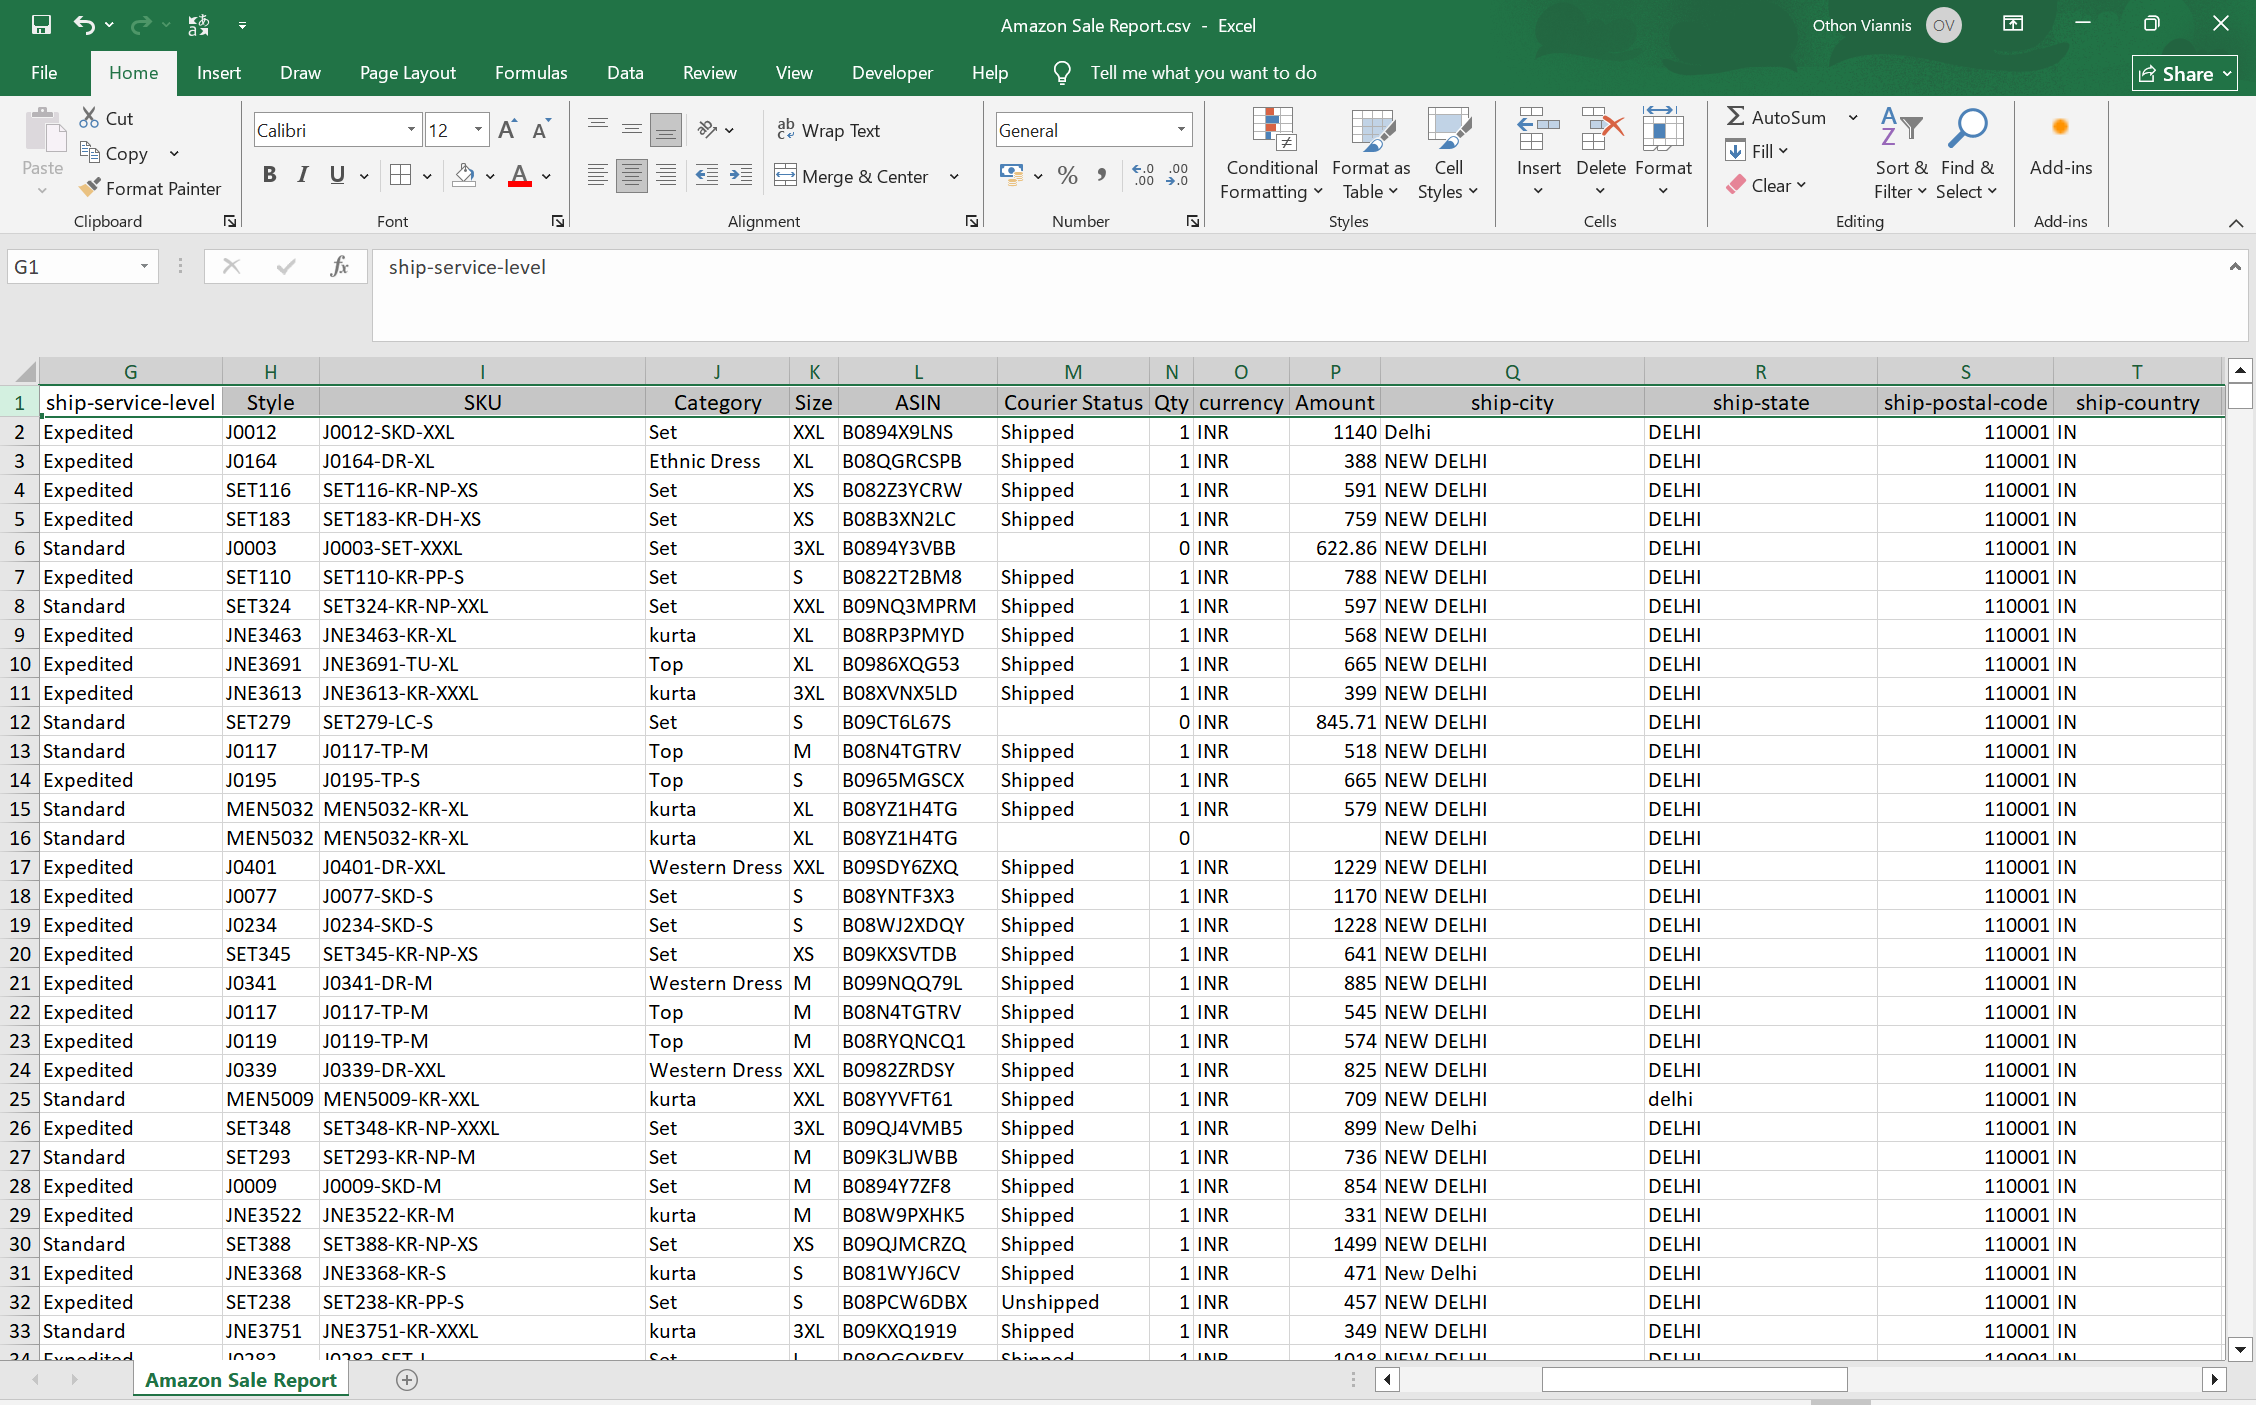 Amazon Sale Report.csv - Excel
Othon Viannis OV
File Home Insert Draw Page Layout Formulas Data Review View Developer Help Tell me what you want to do Share
Paste
Cut
Copy
Format Painter
Clipboard
Calibri 12
B I U A
Font
Wrap Text
Merge & Center
Alignment
General
% ,
Number
Conditional Formatting
Format as Table
Cell Styles
Styles
Insert Delete Format
Cells
AutoSum
Fill
Clear
Sort & Filter
Find & Select
Editing
Add-ins
Add-ins
G1 fx ship-service-level
G H I J K L M N O P Q R S T
1 ship-service-level Style SKU Category Size ASIN Courier Status Qty currency Amount ship-city ship-state ship-postal-code ship-country
2 Expedited J0012 J0012-SKD-XXL Set XXL B0894X9LNS Shipped 1 INR 1140 Delhi DELHI 110001 IN
3 Expedited J0164 J0164-DR-XL Ethnic Dress XL B08QGRCSPB Shipped 1 INR 388 NEW DELHI DELHI 110001 IN
4 Expedited SET116 SET116-KR-NP-XS Set XS B082Z3YCRW Shipped 1 INR 591 NEW DELHI DELHI 110001 IN
5 Expedited SET183 SET183-KR-DH-XS Set XS B08B3XN2LC Shipped 1 INR 759 NEW DELHI DELHI 110001 IN
6 Standard J0003 J0003-SET-XXXL Set 3XL B0894Y3VBB 0 INR 622.86 NEW DELHI DELHI 110001 IN
7 Expedited SET110 SET110-KR-PP-S Set S B0822T2BM8 Shipped 1 INR 788 NEW DELHI DELHI 110001 IN
8 Standard SET324 SET324-KR-NP-XXL Set XXL B09NQ3MPRM Shipped 1 INR 597 NEW DELHI DELHI 110001 IN
9 Expedited JNE3463 JNE3463-KR-XL kurta XL B08RP3PMYD Shipped 1 INR 568 NEW DELHI DELHI 110001 IN
10 Expedited JNE3691 JNE3691-TU-XL Top XL B0986XQG53 Shipped 1 INR 665 NEW DELHI DELHI 110001 IN
11 Expedited JNE3613 JNE3613-KR-XXXL kurta 3XL B08XVNX5LD Shipped 1 INR 399 NEW DELHI DELHI 110001 IN
12 Standard SET279 SET279-LC-S Set S B09CT6L67S 0 INR 845.71 NEW DELHI DELHI 110001 IN
13 Standard J0117 J0117-TP-M Top M B08N4TGTRV Shipped 1 INR 518 NEW DELHI DELHI 110001 IN
14 Expedited J0195 J0195-TP-S Top S B0965MGSCX Shipped 1 INR 665 NEW DELHI DELHI 110001 IN
15 Standard MEN5032 MEN5032-KR-XL kurta XL B08YZ1H4TG Shipped 1 INR 579 NEW DELHI DELHI 110001 IN
16 Standard MEN5032 MEN5032-KR-XL kurta XL B08YZ1H4TG 0 NEW DELHI DELHI 110001 IN
17 Expedited J0401 J0401-DR-XXL Western Dress XXL B09SDY6ZXQ Shipped 1 INR 1229 NEW DELHI DELHI 110001 IN
18 Expedited J0077 J0077-SKD-S Set S B08YNTF3X3 Shipped 1 INR 1170 NEW DELHI DELHI 110001 IN
19 Expedited J0234 J0234-SKD-S Set S B08WJ2XDQY Shipped 1 INR 1228 NEW DELHI DELHI 110001 IN
20 Expedited SET345 SET345-KR-NP-XS Set XS B09KXSVTDB Shipped 1 INR 641 NEW DELHI DELHI 110001 IN
21 Expedited J0341 J0341-DR-M Western Dress M B099NQQ79L Shipped 1 INR 885 NEW DELHI DELHI 110001 IN
22 Expedited J0117 J0117-TP-M Top M B08N4TGTRV Shipped 1 INR 545 NEW DELHI DELHI 110001 IN
23 Expedited J0119 J0119-TP-M Top M B08RYQNCQ1 Shipped 1 INR 574 NEW DELHI DELHI 110001 IN
24 Expedited J0339 J0339-DR-XXL Western Dress XXL B0982ZRDSY Shipped 1 INR 825 NEW DELHI DELHI 110001 IN
25 Standard MEN5009 MEN5009-KR-XXL kurta XXL B08YYVFT61 Shipped 1 INR 709 NEW DELHI delhi 110001 IN
26 Expedited SET348 SET348-KR-NP-XXXL Set 3XL B09QJ4VMB5 Shipped 1 INR 899 New Delhi DELHI 110001 IN
27 Standard SET293 SET293-KR-NP-M Set M B09K3LJWBB Shipped 1 INR 736 NEW DELHI DELHI 110001 IN
28 Expedited J0009 J0009-SKD-M Set M B0894Y7ZF8 Shipped 1 INR 854 NEW DELHI DELHI 110001 IN
29 Expedited JNE3522 JNE3522-KR-M kurta M B08W9PXHK5 Shipped 1 INR 331 NEW DELHI DELHI 110001 IN
30 Standard SET388 SET388-KR-NP-XS Set XS B09QJMCRZQ Shipped 1 INR 1499 NEW DELHI DELHI 110001 IN
31 Expedited JNE3368 JNE3368-KR-S kurta S B081WYJ6CV Shipped 1 INR 471 New Delhi DELHI 110001 IN
32 Expedited SET238 SET238-KR-PP-S Set S B08PCW6DBX Unshipped 1 INR 457 NEW DELHI DELHI 110001 IN
33 Standard JNE3751 JNE3751-KR-XXXL kurta 3XL B09KXQ1919 Shipped 1 INR 349 NEW DELHI DELHI 110001 IN
Amazon Sale Report